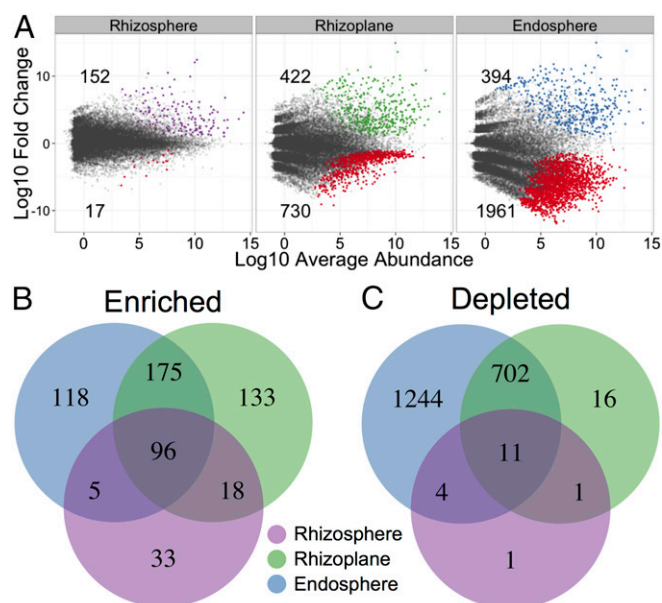 A
Rhizosphere Rhizoplane Endosphere
Log10 Fold Change
10
0
-10
152
17
422
730
394
1961
0 5 10 15 0 5 10 15 0 5 10 15
Log10 Average Abundance
B Enriched
118 175 133
96
5 18
33
Rhizosphere
Rhizoplane
Endosphere
C Depleted
1244 702 16
11
4 1
1